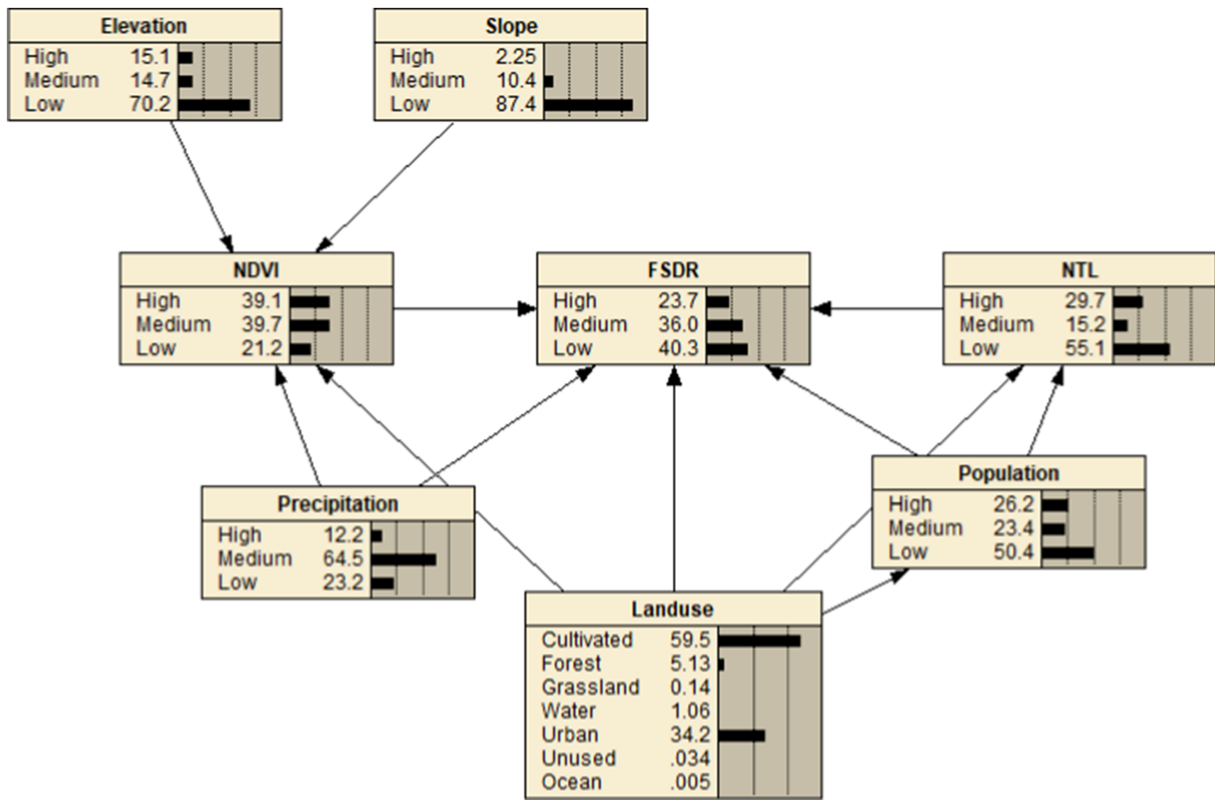 Elevation
High 15.1
Medium 14.7
Low 70.2
Slope
High 2.25
Medium 10.4
Low 87.4
NDVI
High 39.1
Medium 39.7
Low 21.2
FSDR
High 23.7
Medium 36.0
Low 40.3
NTL
High 29.7
Medium 15.2
Low 55.1
Precipitation
High 12.2
Medium 64.5
Low 23.2
Population
High 26.2
Medium 23.4
Low 50.4
Landuse
Cultivated 59.5
Forest 5.13
Grassland 0.14
Water 1.06
Urban 34.2
Unused .034
Ocean .005